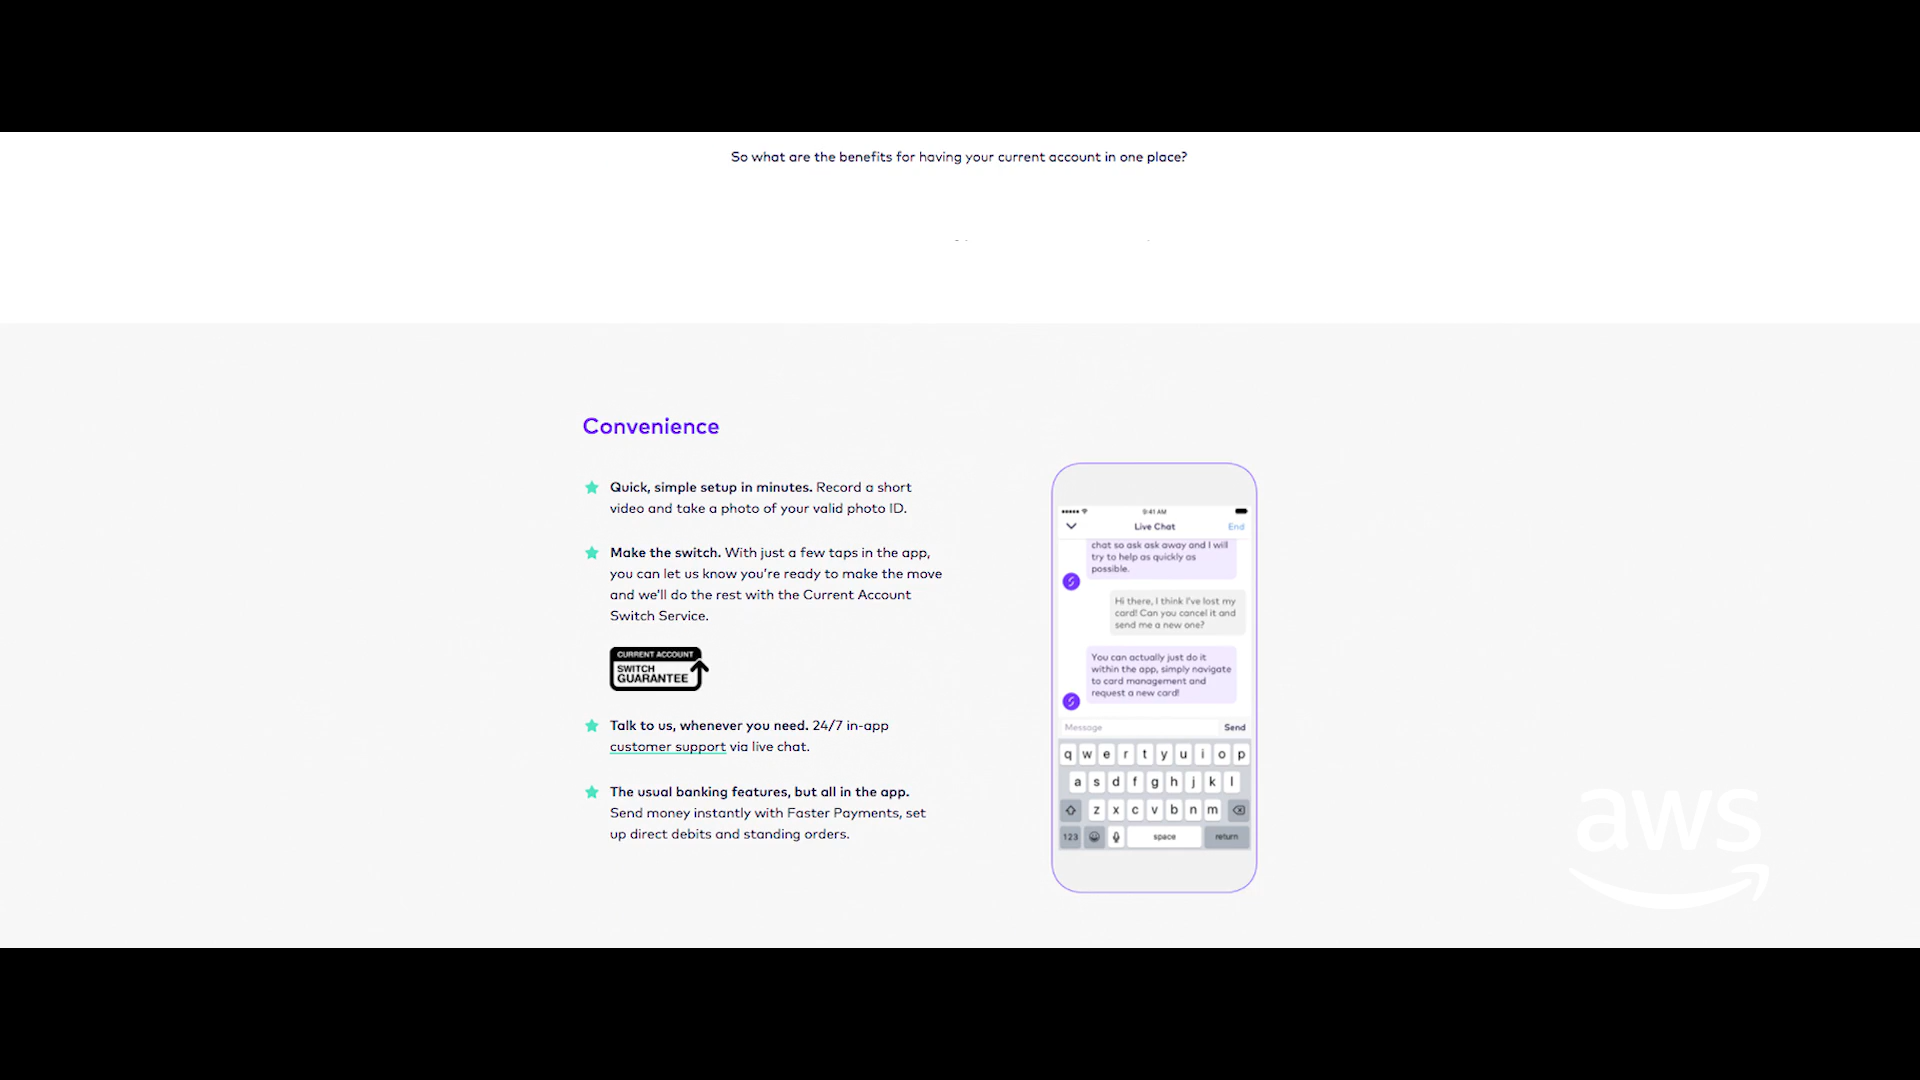 So what are the benefits for having your current account in one place?
Convenience
Quick, simple setup in minutes. Record a short
video and take a photo of your valid photo ID.
Make the switch. With just a few taps in the app,
you can let us know you're ready to make the move
and we'll do the rest with the Current Account
Switch Service.
CURRENT ACCOUNT
SWITCH
GUARANTEE
Talk to us, whenever you need. 24/7 in-app
customer support via live chat.
The usual banking features, but all in the app.
Send money instantly with Faster Payments, set
up direct debits and standing orders.
9:41 AM
Live Chat End
chat so ask ask away and I will
try to help as quickly as
possible.
Hi there, I think I've lost my
card! Can you cancel it and
send me a new one?
You can actually just do it
within the app, simply navigate
to card management and
request a new card!
Message Send
q w e r t y u i o p
a s d f g h j k l
z x c v b n m
123 space return
aws